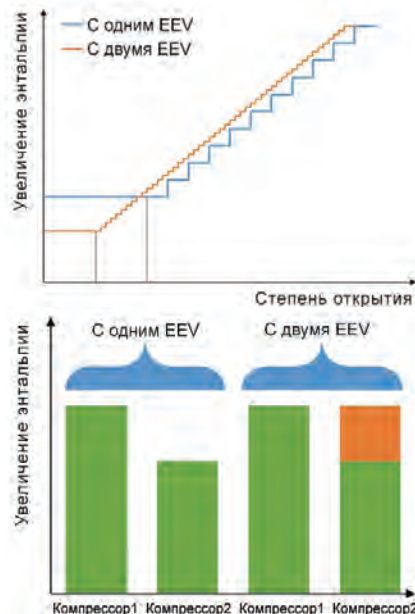 С одним EEV
С двумя EEV
Увеличение энтальпии
Степень открытия
С одним EEV
С двумя EEV
Увеличение энтальпии
Компрессор1 Компрессор2 Компрессор1 Компрессор2